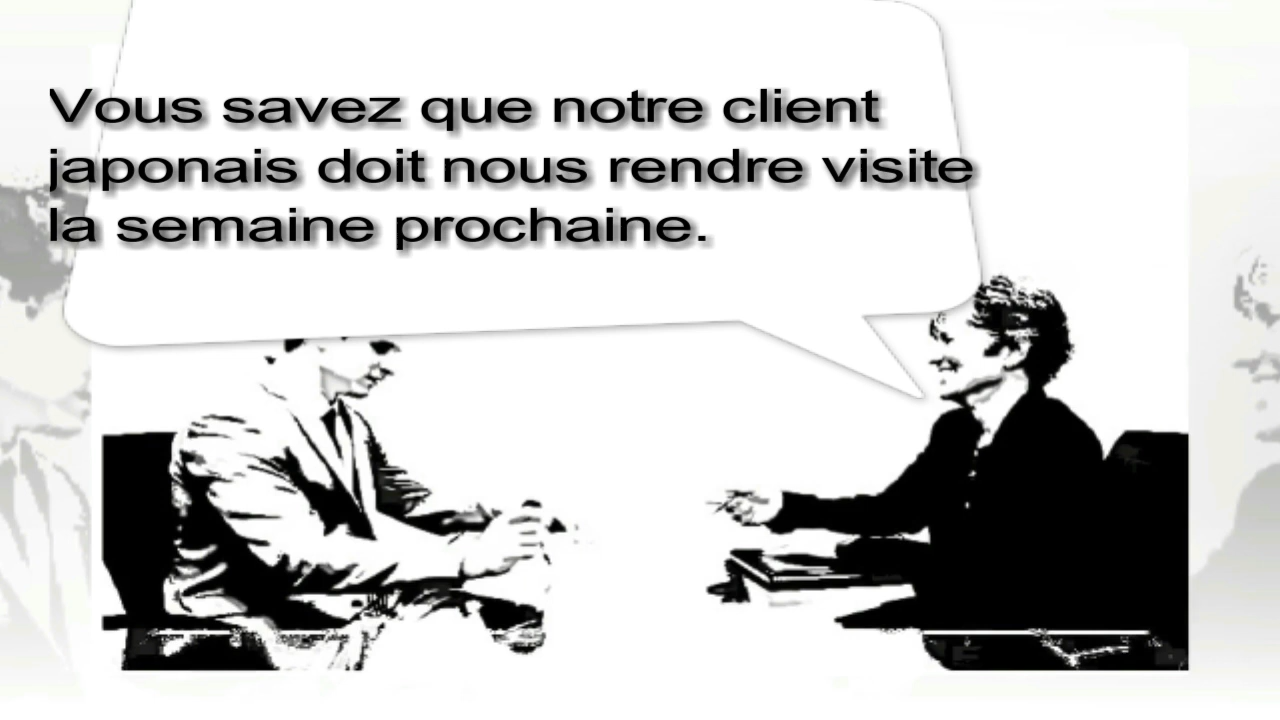 Vous savez que notre client
japonais doit nous rendre visite
la semaine prochaine.